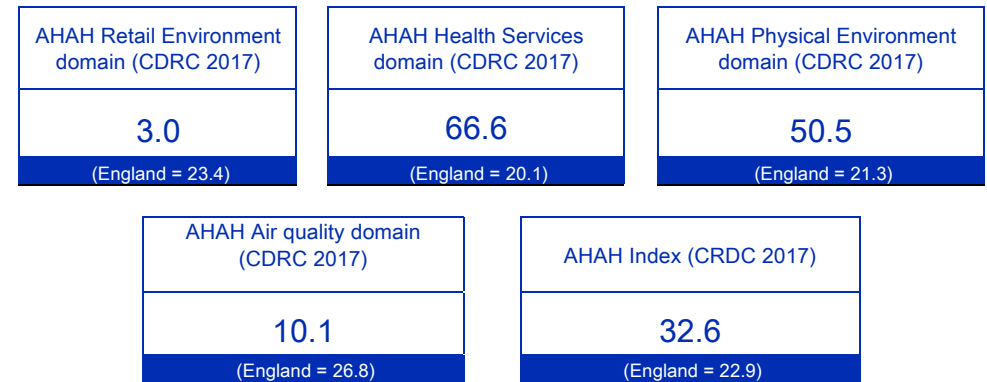 AHAH Retail Environment
domain (CDRC 2017)
3.0
(England = 23.4)
AHAH Health Services
domain (CDRC 2017)
66.6
(England = 20.1)
AHAH Physical Environment
domain (CDRC 2017)
50.5
(England = 21.3)
AHAH Air quality domain
(CDRC 2017)
10.1
(England = 26.8)
AHAH Index (CRDC 2017)
32.6
(England = 22.9)